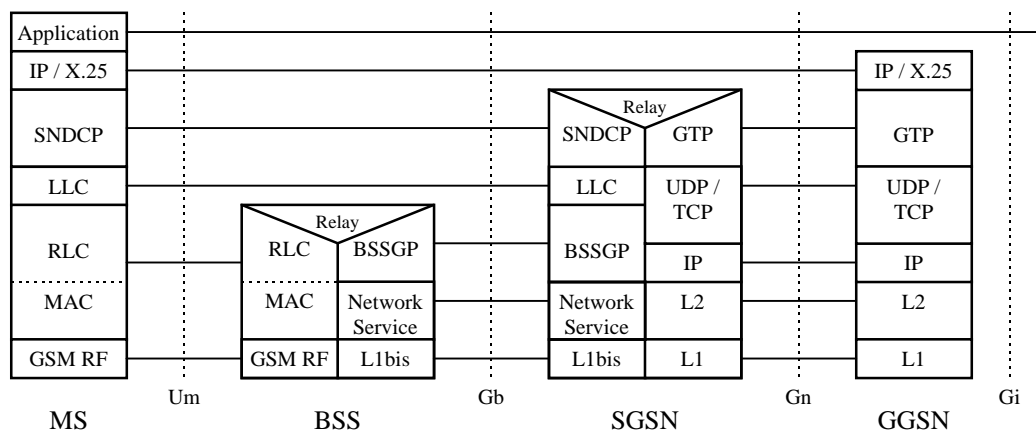 Application
IP / X.25
IP / X.25
Relay
SNDCP
SNDCP
GTP
GTP
LLC
LLC
UDP /
TCP
UDP /
TCP
Relay
RLC
RLC
BSSGP
BSSGP
IP
IP
MAC
MAC
Network
Service
Network
Service
L2
L2
GSM RF
GSM RF
L1bis
L1bis
L1
L1
Um
Gb
Gn
Gi
MS
BSS
SGSN
GGSN